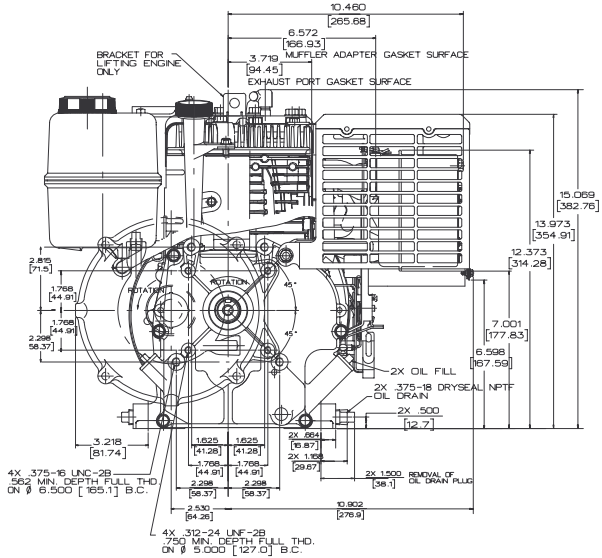 10.460
[265.68]
6.572
[166.93]
MUFFLER ADAPTER GASKET SURFACE
3.719
[94.45]
EXHAUST PORT GASKET SURFACE
BRACKET FOR
LIFTING ENGINE
ONLY
15.069
[382.76]
13.973
[354.91]
12.373
[314.28]
2.815
[71.5]
1.768
[44.91]
ROTATION
ROTATION
45°
1.768
[44.91]
2.298
[58.37]
45°
7.001
[177.83]
6.598
[167.59]
2X OIL FILL
2X .375-18 DRYSEAL NPTF
OIL DRAIN
2X .500
[12.7]
3.218
[81.74]
1.625
[41.28]
1.625
[41.28]
2X .664
[16.87]
1.768
[44.91]
1.768
[44.91]
2X 1.168
[29.67]
2X 1.500
[38.1]
REMOVAL OF
OIL DRAIN PLUG
2.298
[58.37]
2.298
[58.37]
4X .375-16 UNC-2B
.562 MIN. DEPTH FULL THD.
ON Ø 6.500 [165.1] B.C.
2.530
[64.26]
10.902
[276.9]
4X .312-24 UNF-2B
.750 MIN. DEPTH FULL THD.
ON Ø 5.000 [127.0] B.C.